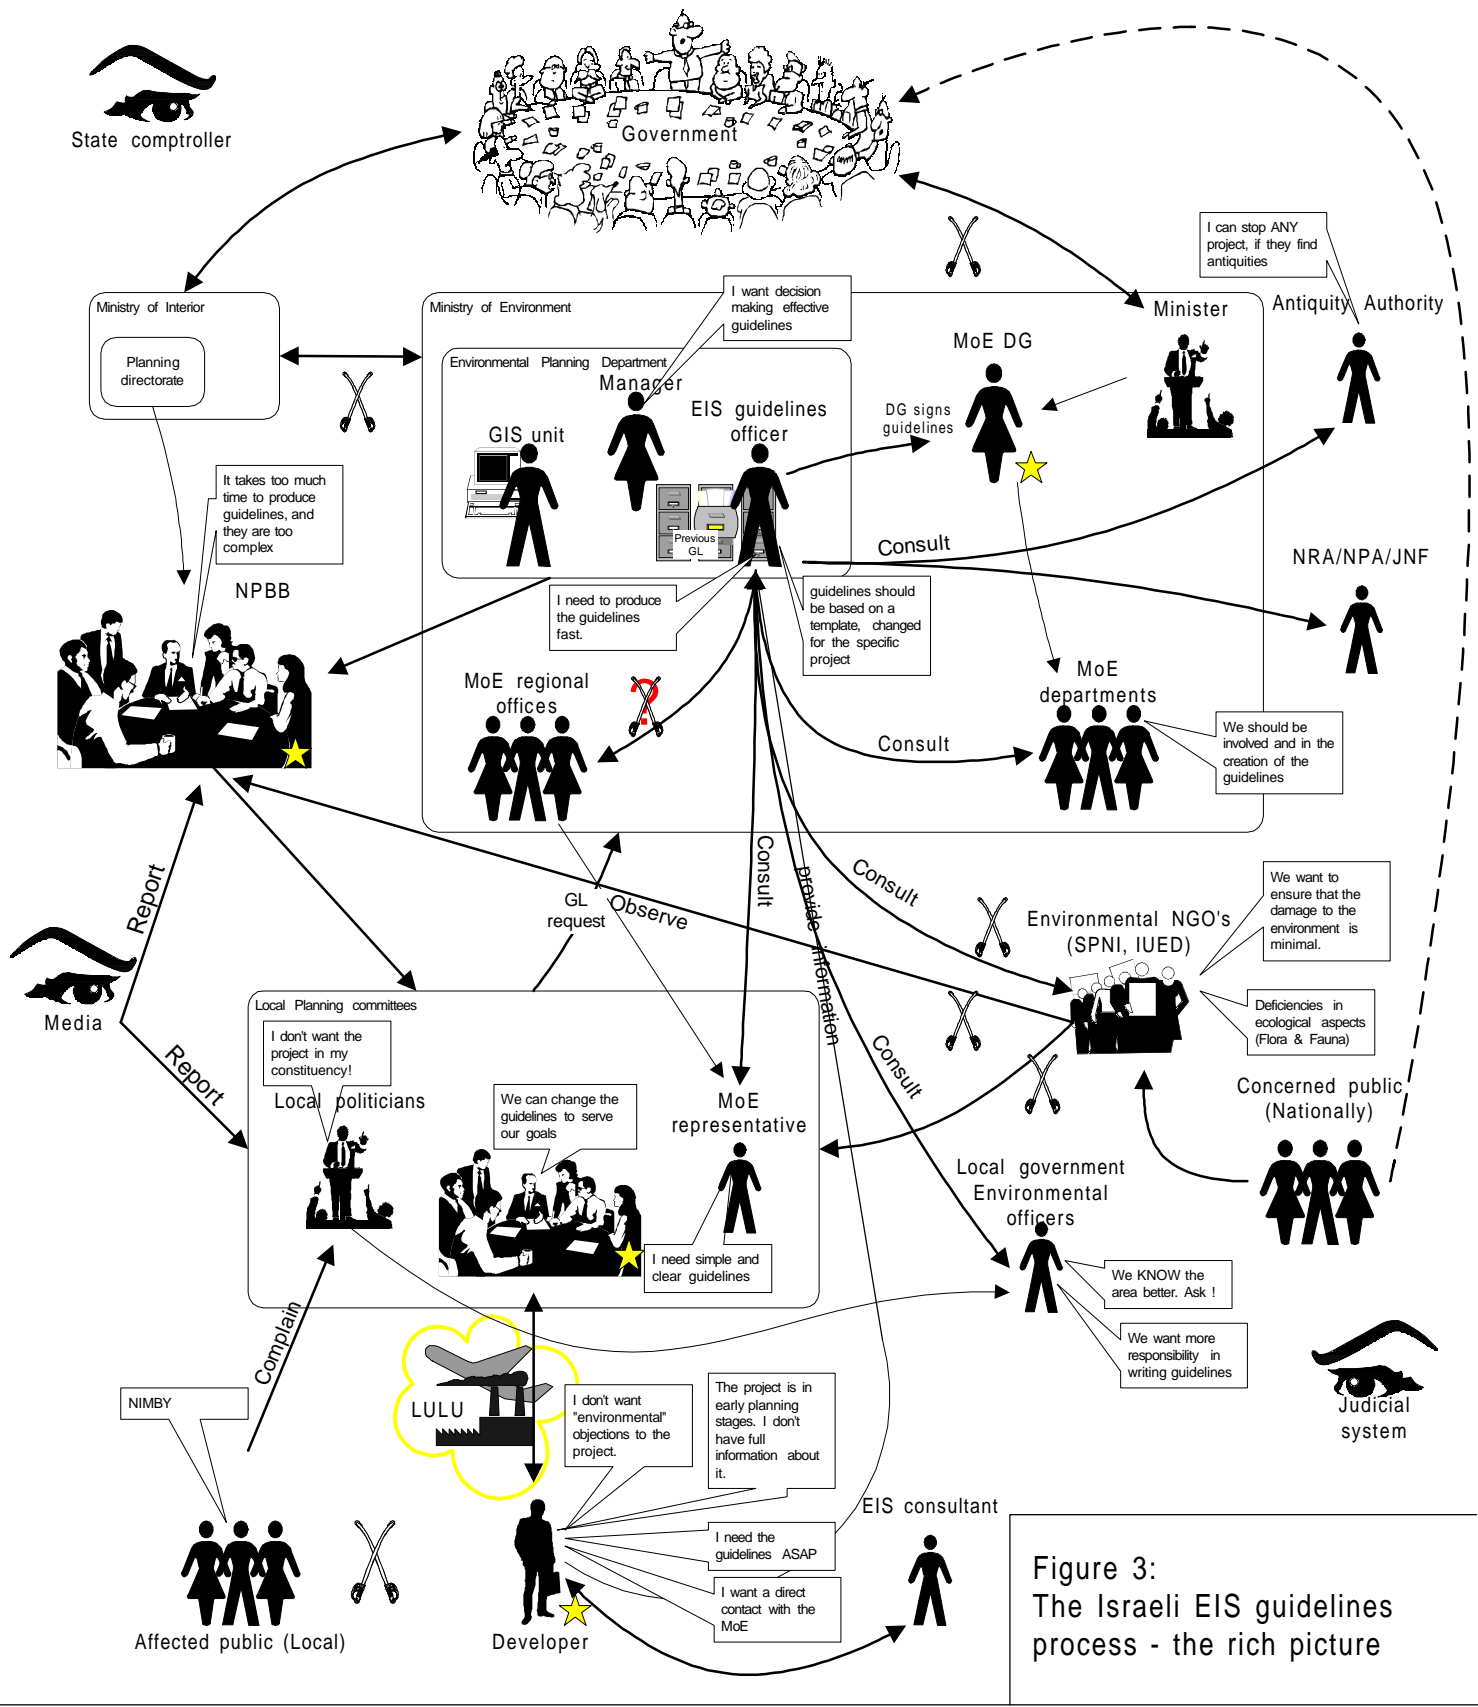 State comptroller
Government
I can stop ANY
project, if they find
antiquities
Antiquity Authority
Ministry of Interior
Planning
directorate
Ministry of Environment
I want decision
making effective
guidelines
Minister
MoE DG
Environmental Planning Department
Manager
EIS guidelines
officer
GIS unit
DG signs
guidelines
Previous
GL
It takes too much
time to produce
guidelines, and
they are too
complex
NPBB
Consult
NRA/NPA/JNF
I need to produce
the guidelines
fast.
guidelines should
be based on a
template, changed
for the specific
project
MoE regional
offices
?
MoE
departments
Consult
We should be
involved and in the
creation of the
guidelines
Report
Consult
provide information
Consult
GL
request
Observe
We want to
ensure that the
damage to the
environment is
minimal.
Environmental NGO's
(SPNI, IUED)
Deficiencies in
ecological aspects
(Flora & Fauna)
Media
Local Planning committees
I don't want the
project in my
constituency!
Report
Local politicians
We can change the
guidelines to serve
our goals
MoE
representative
Consult
Concerned public
(Nationally)
Local government
Environmental
officers
I need simple and
clear guidelines
We KNOW the
area better. Ask !
We want more
responsibility in
writing guidelines
Complain
Judicial
system
NIMBY
LULU
I don't want
"environmental"
objections to the
project.
The project is in
early planning
stages. I don't
have full
information about
it.
I need the
guidelines ASAP
I want a direct
contact with the
MoE
EIS consultant
Affected public (Local)
Developer
Figure 3:
The Israeli EIS guidelines
process - the rich picture